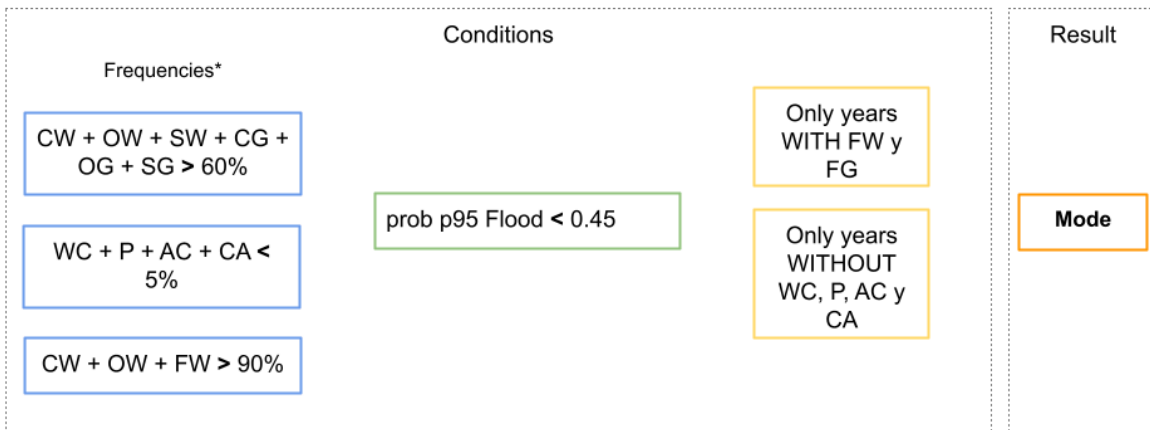 Conditions
Result
Frequencies*
CW + OW + SW + CG +
OG + SG > 60%
WC + P + AC + CA <
5%
CW + OW + FW > 90%
prob p95 Flood < 0.45
Only years
WITH FW y
FG
Only years
WITHOUT
WC, P, AC y
CA
Mode